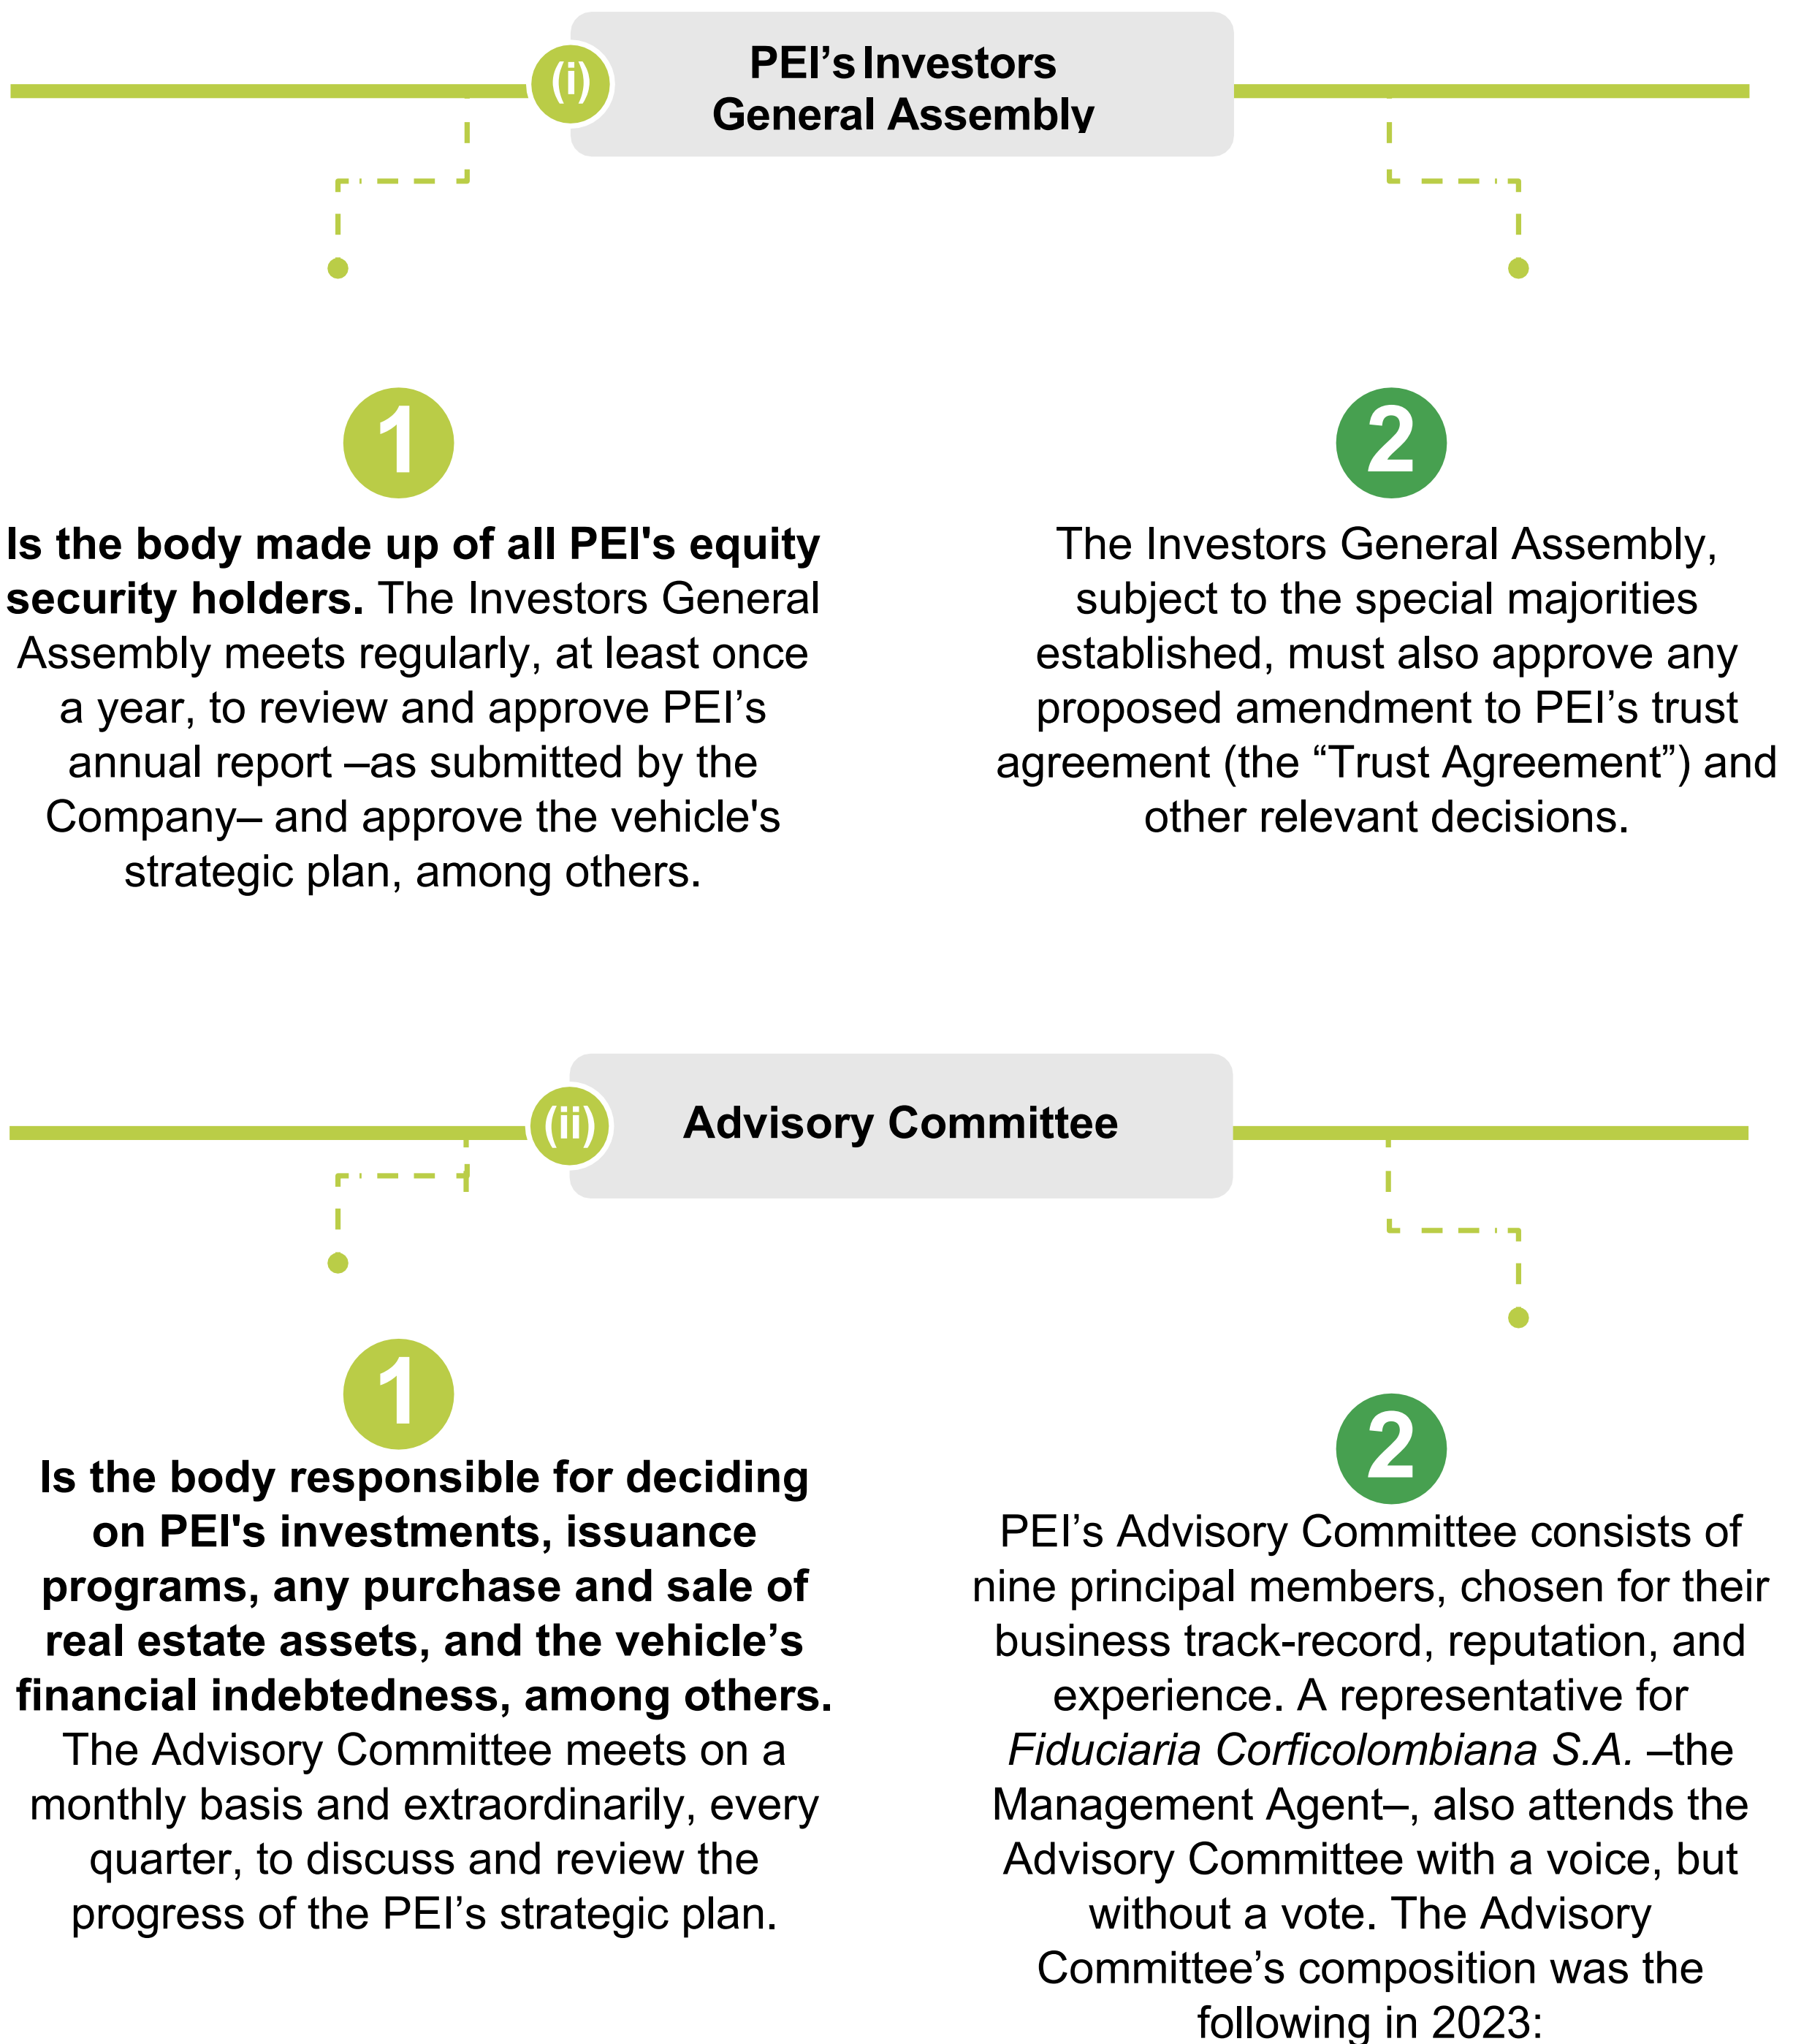 (i)
PEI’s Investors
General Assembly
1
Is the body made up of all PEI's equity
security holders. The Investors General
Assembly meets regularly, at least once
a year, to review and approve PEI’s
annual report –as submitted by the
Company– and approve the vehicle's
strategic plan, among others.
2
The Investors General Assembly,
subject to the special majorities
established, must also approve any
proposed amendment to PEI’s trust
agreement (the “Trust Agreement”) and
other relevant decisions.
(ii)
Advisory Committee
1
Is the body responsible for deciding
on PEI's investments, issuance
programs, any purchase and sale of
real estate assets, and the vehicle’s
financial indebtedness, among others.
The Advisory Committee meets on a
monthly basis and extraordinarily, every
quarter, to discuss and review the
progress of the PEI’s strategic plan.
2
PEI’s Advisory Committee consists of
nine principal members, chosen for their
business track-record, reputation, and
experience. A representative for
Fiduciaria Corficolombiana S.A. –the
Management Agent–, also attends the
Advisory Committee with a voice, but
without a vote. The Advisory
Committee’s composition was the
following in 2023: